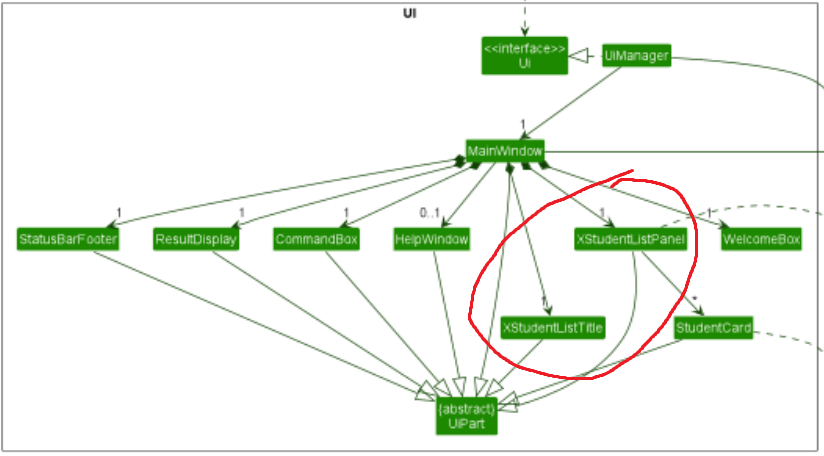 UI
<<interface>>
Ui
UiManager
1
MainWindow
1
1
1
0..1
1
1
StatusBarFooter
ResultDisplay
CommandBox
HelpWindow
XStudentListPanel
WelcomeBox
1
*
XStudentListTitle
StudentCard
{abstract}
UiPart